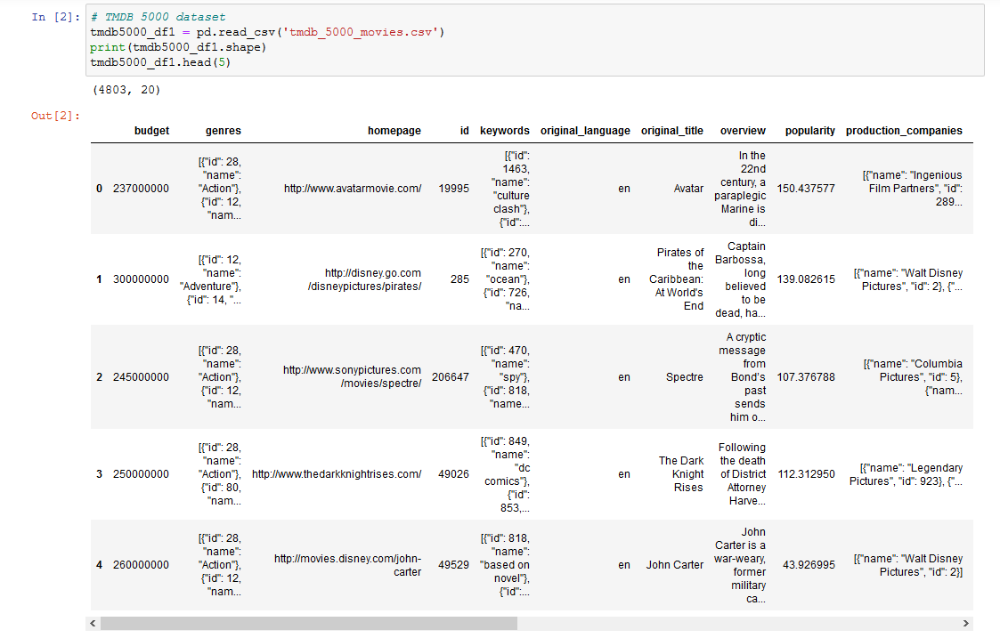 In [2]: # TMDB 5000 dataset
tmdb5000_df1 = pd.read_csv('tmdb_5000_movies.csv')
print(tmdb5000_df1.shape)
tmdb5000_df1.head(5)
(4803, 20)
Out[2]:
budget genres homepage id keywords original_language original_title overview popularity production_companies
0 237000000 [{"id": 28, "name": "Action"}, {"id": 12, "nam... http://www.avatarmovie.com/ 19995 [{"id": 1463, "name": "culture clash"}, {"id":... en Avatar In the 22nd century, a paraplegic Marine is di... 150.437577 [{"name": "Ingenious Film Partners", "id": 289...
1 300000000 [{"id": 12, "name": "Adventure"}, {"id": 14, "... http://disney.go.com /disneypictures/pirates/ 285 [{"id": 270, "name": "ocean"}, {"id": 726, "na... en Pirates of the Caribbean: At World's End Captain Barbossa, long believed to be dead, ha... 139.082615 [{"name": "Walt Disney Pictures", "id": 2}, {"...
2 245000000 [{"id": 28, "name": "Action"}, {"id": 12, "nam... http://www.sonypictures.com /movies/spectre/ 206647 [{"id": 470, "name": "spy"}, {"id": 818, "name... en Spectre A cryptic message from Bond's past sends him o... 107.376788 [{"name": "Columbia Pictures", "id": 5}, {"nam...
3 250000000 [{"id": 28, "name": "Action"}, {"id": 80, "nam... http://www.thedarkknightrises.com/ 49026 [{"id": 849, "name": "dc comics"}, {"id": 853,... en The Dark Knight Rises Following the death of District Attorney Harve... 112.312950 [{"name": "Legendary Pictures", "id": 923}, {"...
4 260000000 [{"id": 28, "name": "Action"}, {"id": 12, "nam... http://movies.disney.com/john-carter 49529 [{"id": 818, "name": "based on novel"}, {"id":... en John Carter John Carter is a war-weary, former military ca... 43.926995 [{"name": "Walt Disney Pictures", "id": 2}]